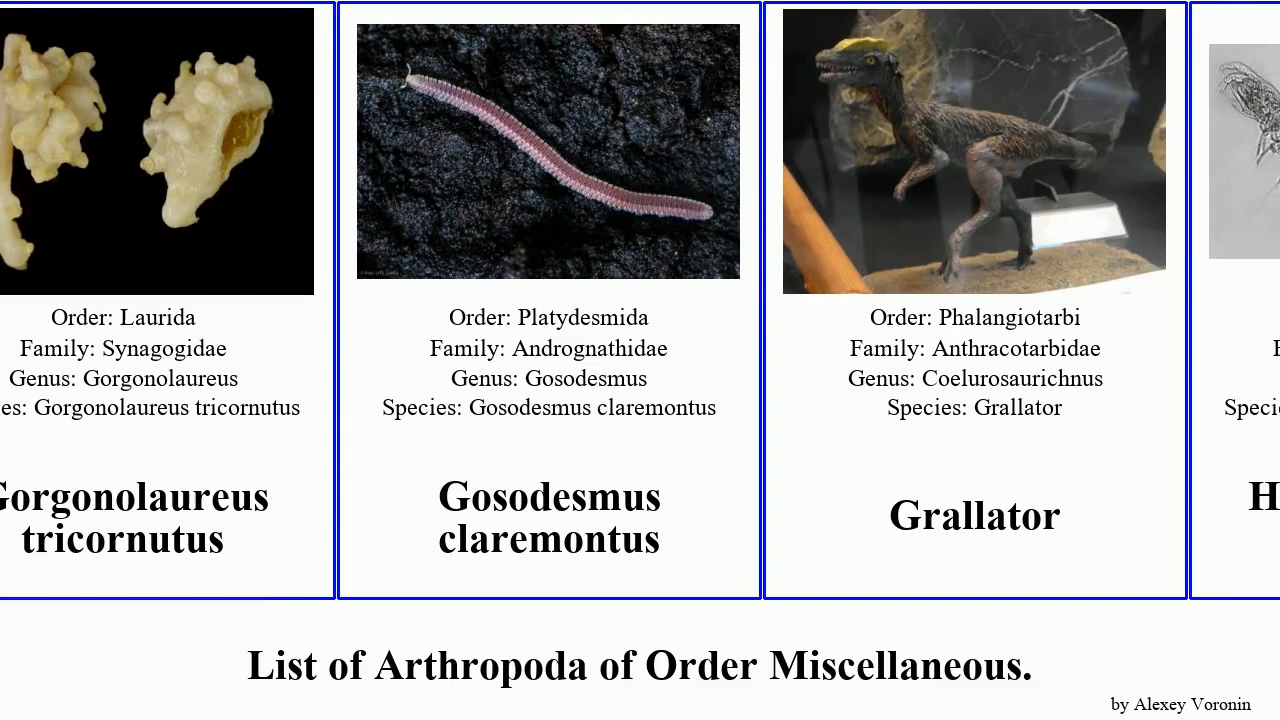 Order: Laurida
Family: Synagogidae
Genus: Gorgonolaureus
es: Gorgonolaureus tricornutus
Gorgonolaureus
tricornutus
Order: Platydesmida
Family: Andrognathidae
Genus: Gosodesmus
Species: Gosodesmus claremontus
Gosodesmus
claremontus
Order: Phalangiotarbi
Family: Anthracotarbidae
Genus: Coelurosaurichnus
Species: Grallator
Grallator
Speci
H
List of Arthropoda of Order Miscellaneous.
by Alexey Voronin